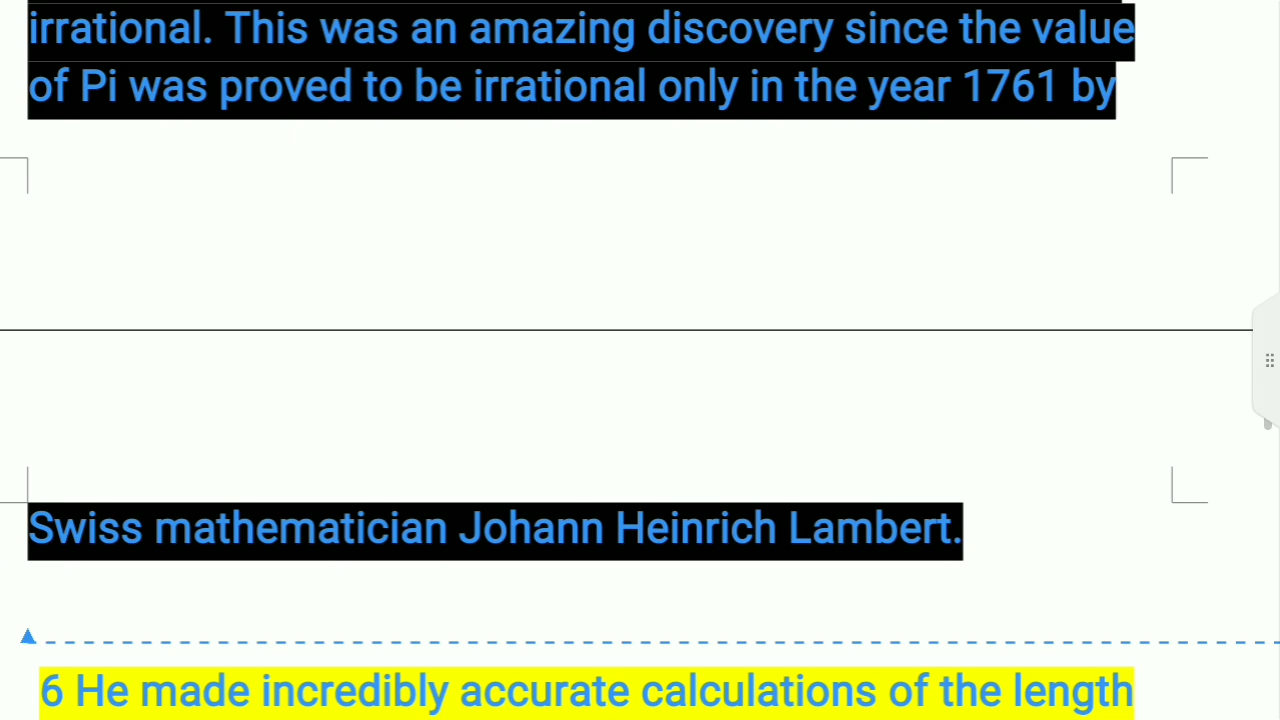 irrational. This was an amazing discovery since the value
of Pi was proved to be irrational only in the year 1761 by
Swiss mathematician Johann Heinrich Lambert.
6 He made incredibly accurate calculations of the length